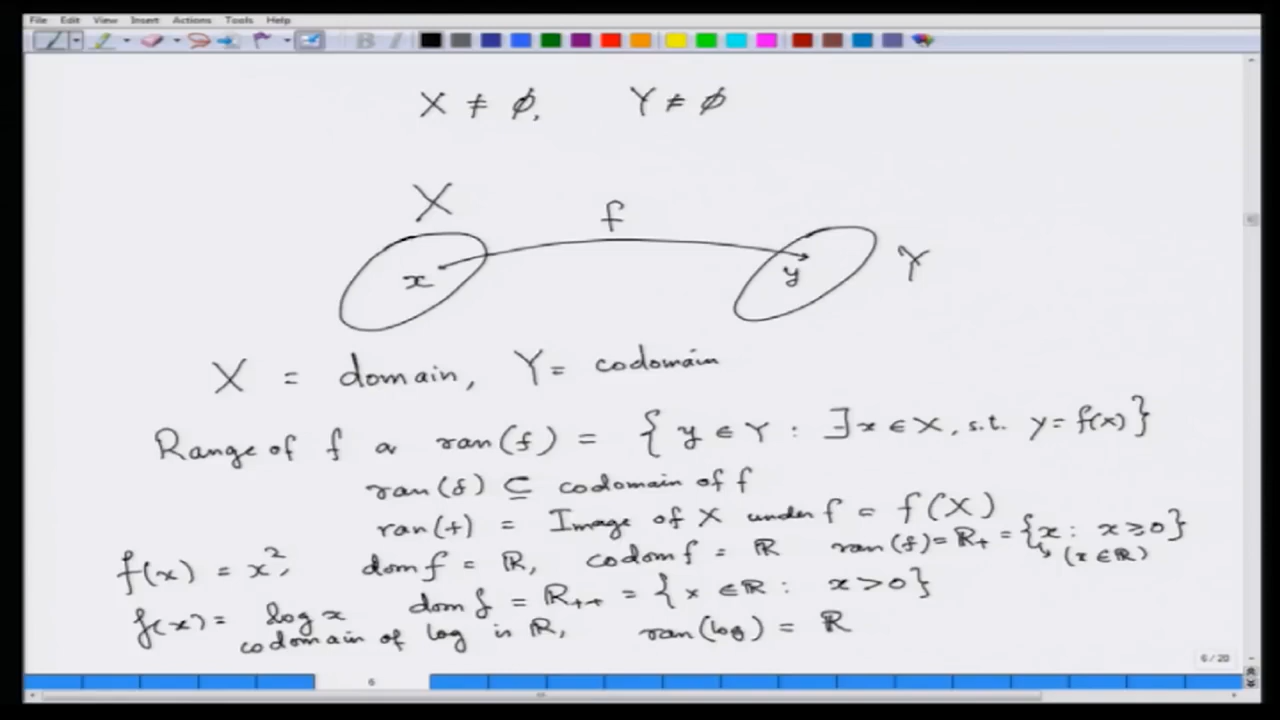 File Edit View Insert Actions Tools Help
B I
X ≠ ϕ, Y ≠ ϕ
X f Y
x y
X = domain, Y = codomain
Range of f or ran(f) = { y ∈ Y : ∃ x ∈ X, s.t. y = f(x) }
ran(f) ⊆ codomain of f
ran(f) = Image of X under f = f(X)
f(x) = x², dom f = ℝ, codom f = ℝ ran(f) = ℝ₊ = { x : x ≥ 0 }
(x ∈ ℝ)
f(x) = log x dom f = ℝ₊₊ = { x ∈ ℝ : x > 0 }
codomain of log is ℝ, ran(log) = ℝ
6 / 20
6